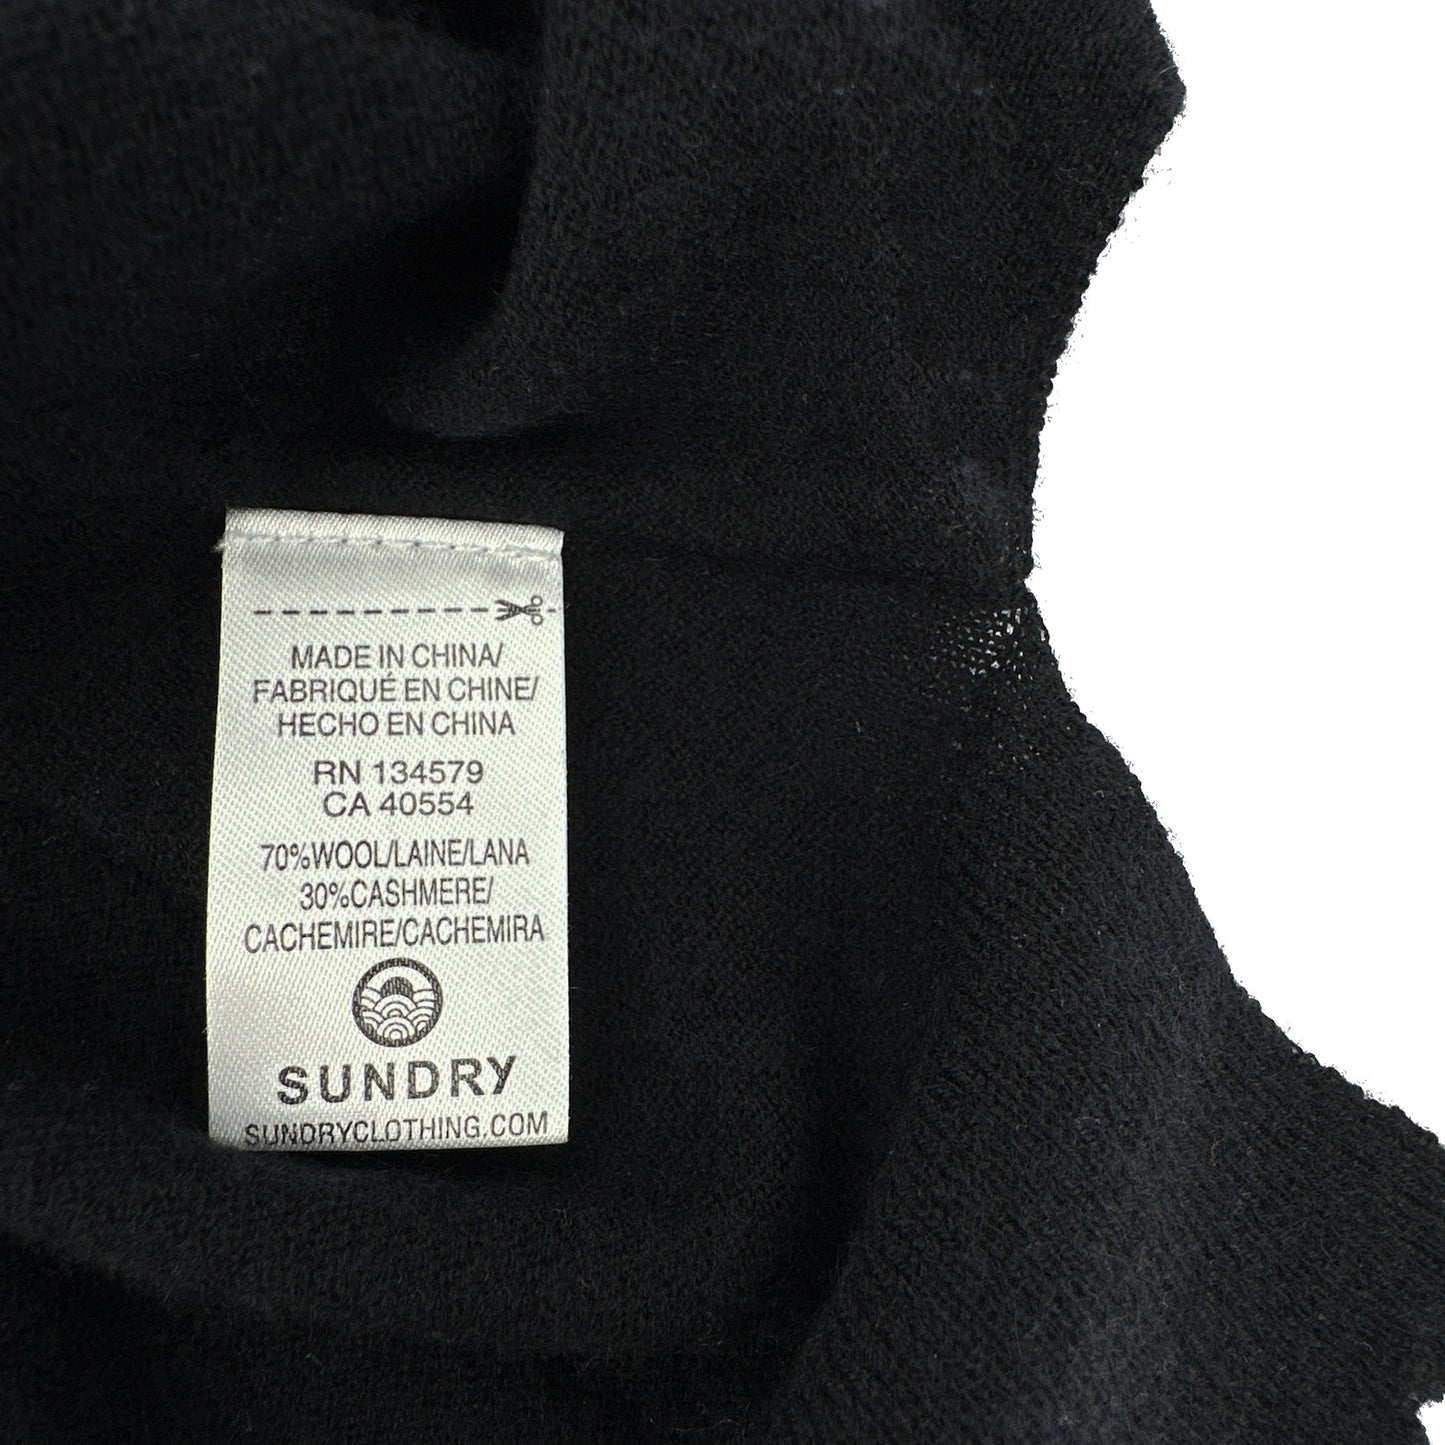 MADE IN CHINA/
FABRIQUÉ EN CHINE/
HECHO EN CHINA
RN 134579
CA 40554
70%WOOL/LAINE/LANA
30%CASHMERE/
CACHEMIRE/CACHEMIRA
SUNDRY
SUNDRYCLOTHING.COM